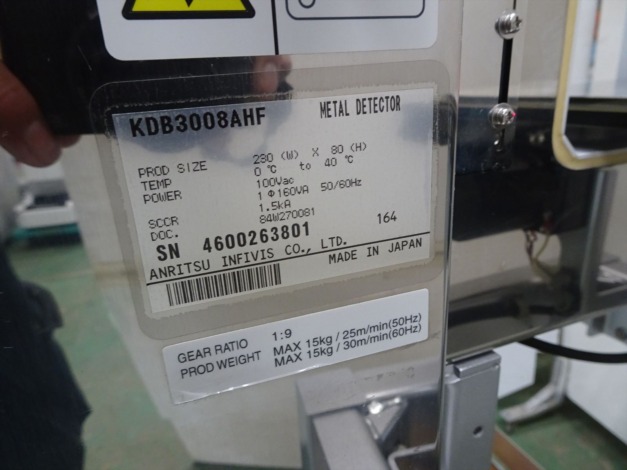 KDB3008AHF METAL DETECTOR
PROD SIZE 280 (W) X 80 (H)
TEMP 0 ℃ to 40 ℃
POWER 100Vac 1Φ160VA 50/60Hz
SCCR 1.5kA
DOC. 84W270081 164
SN 4600263801
ANRITSU INFIVIS CO., LTD. MADE IN JAPAN
GEAR RATIO 1:9
PROD WEIGHT MAX 15kg / 25m/min(50Hz)
MAX 15kg / 30m/min(60Hz)